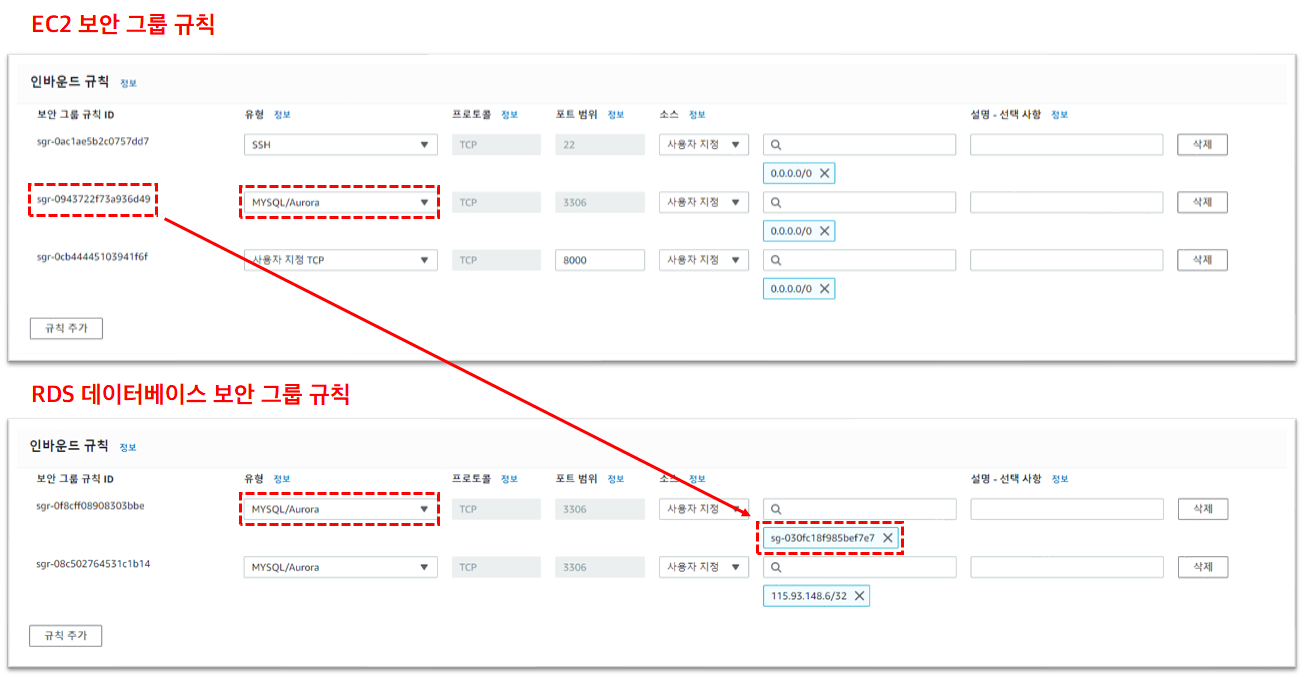 EC2 보안 그룹 규칙
인바운드 규칙 정보
보안 그룹 규칙 ID 유형 정보 프로토콜 정보 포트 범위 정보 소스 정보 설명 - 선택 사항 정보
sgr-0ac1ae5b2c0757dd7 SSH TCP 22 사용자 지정 삭제
0.0.0.0/0
sgr-0943722f73a936d49 MYSQL/Aurora TCP 3306 사용자 지정 삭제
0.0.0.0/0
sgr-0cb44445103941f6f 사용자 지정 TCP TCP 8000 사용자 지정 삭제
0.0.0.0/0
규칙 추가
RDS 데이터베이스 보안 그룹 규칙
인바운드 규칙 정보
보안 그룹 규칙 ID 유형 정보 프로토콜 정보 포트 범위 정보 소스 정보 설명 - 선택 사항 정보
sgr-0f8cff08908303bbe MYSQL/Aurora TCP 3306 사용자 지정 삭제
sg-030fc18f985bef7e7
sgr-08c502764531c1b14 MYSQL/Aurora TCP 3306 사용자 지정 삭제
115.93.148.6/32
규칙 추가